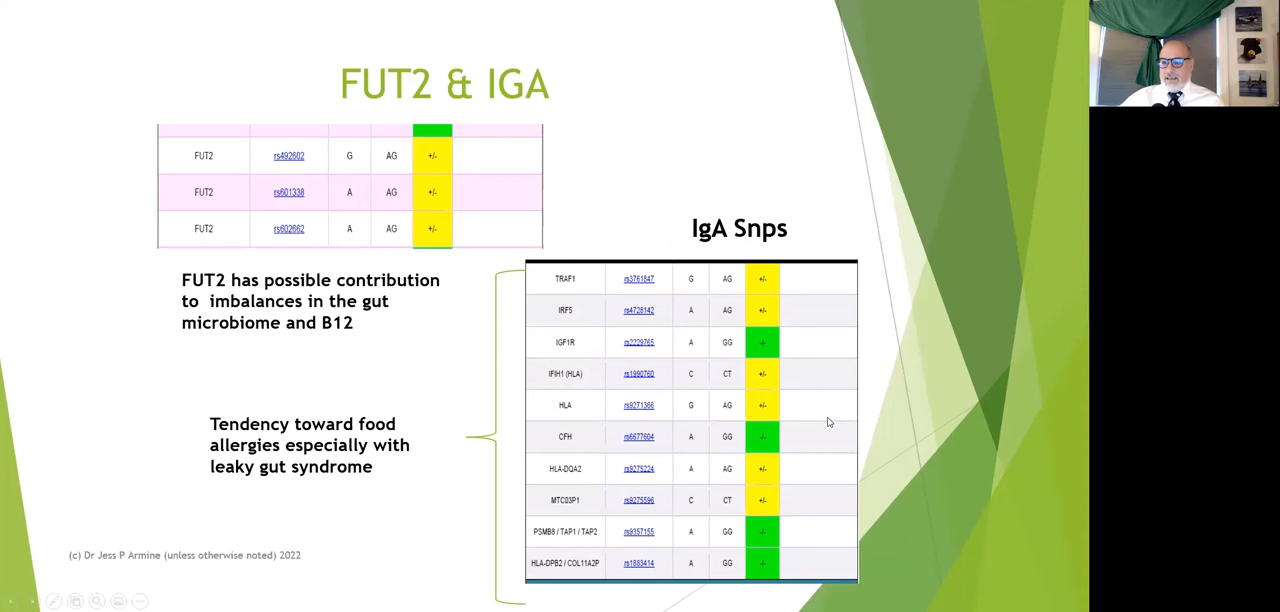 FUT2 & IGA
FUT2 rs492602 G AG +/-
FUT2 rs601338 A AG +/-
FUT2 rs602662 A AG +/-
FUT2 has possible contribution
to imbalances in the gut
microbiome and B12
IgA Snps
TRAF1 rs3761847 G AG +/-
IRF5 rs4728142 A AG +/-
IGF1R rs2229765 A GG -/-
IFIH1 (HLA) rs1990760 C CT +/-
HLA rs9271366 G AG +/-
CFH rs6677604 A GG -/-
HLA-DQA2 rs9275224 A AG +/-
MTC03P1 rs9275596 C CT +/-
PSMB8 / TAP1 / TAP2 rs9357155 A GG -/-
HLA-DPB2 / COL11A2P rs1883414 A GG -/-
Tendency toward food
allergies especially with
leaky gut syndrome
(c) Dr Jess P Armine (unless otherwise noted) 2022